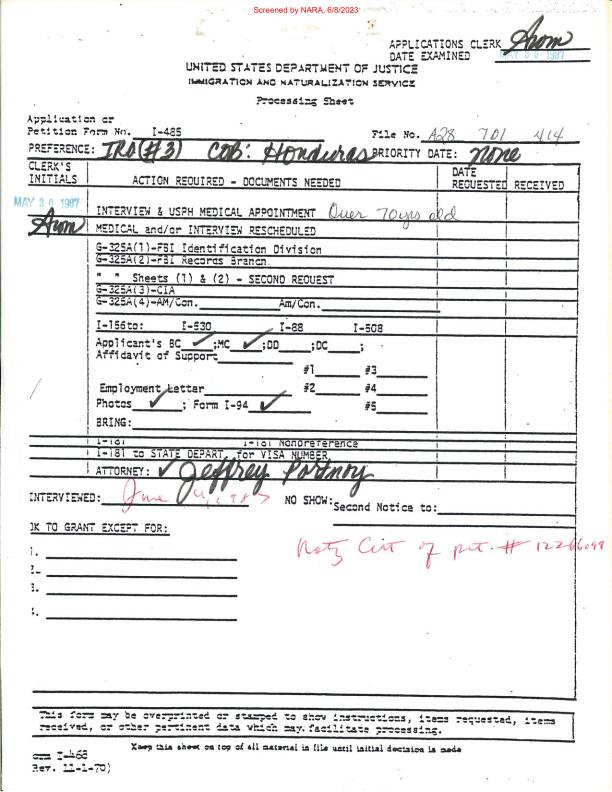 Screened by NARA, 6/8/2023
APPLICATIONS CLERK Arom
DATE EXAMINED MAY 30 1987
UNITED STATES DEPARTMENT OF JUSTICE
IMMIGRATION AND NATURALIZATION SERVICE
Processing Sheet
Application or
Petition Form No. I-485 File No. A28 701 414
PREFERENCE: IRO(#3) COB: Honduras PRIORITY DATE: none
CLERK'S INITIALS ACTION REQUIRED - DOCUMENTS NEEDED DATE REQUESTED RECEIVED
MAY 30 1987
INTERVIEW & USPH MEDICAL APPOINTMENT Over 70yrs old
Arom MEDICAL and/or INTERVIEW RESCHEDULED
G-325A(1)-FBI Identification Division
G-325A(2)-FBI Records Branch
" " Sheets (1) & (2) - SECOND REQUEST
G-325A(3)-CIA
G-325A(4)-AM/Con. Am/Con.
I-156to: I-530 I-88 I-508
Applicant's BC ✓;MC ✓;DD ;DC ;
Affidavit of Support
#1 #3
Employment Letter #2 #4
Photos ✓; Form I-94 ✓ #5
BRING:
I-181 I-181 Nonpreference
I-181 to STATE DEPART. for VISA NUMBER
ATTORNEY: ✓ Jeffrey Portnoy
INTERVIEWED: June 1987 NO SHOW: Second Notice to:
OK TO GRANT EXCEPT FOR:
Natz Cert of pet. # 12266098
1.
2.
3.
4.
This form may be overprinted or stamped to show instructions, items requested, items
received, or other pertinent data which may facilitate processing.
Keep this sheet on top of all material in file until initial decision is made
orm I-468
Rev. 11-1-70)